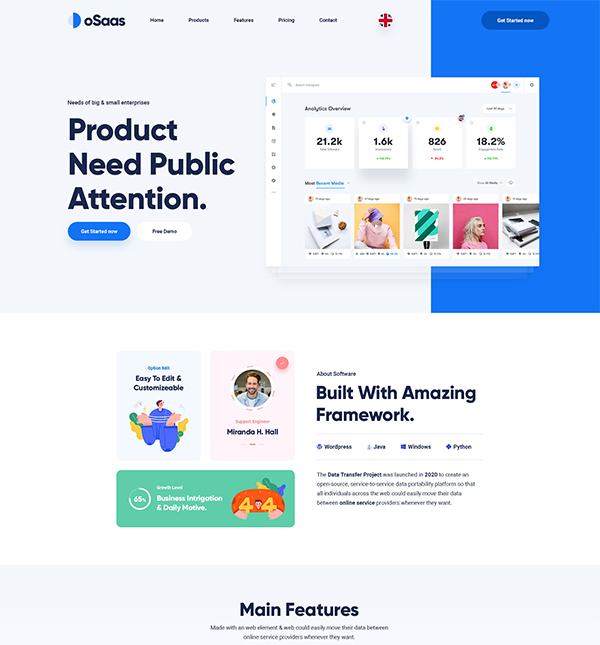 oSaas
Home Products Features Pricing Contact
Get Started now
Needs of big & small enterprises
Product
Need Public
Attention.
Get Started now
Free Demo
Search Instagram
Analytics Overview
Last 30 days
21.2k
Total followers
1.6k
Impressions
826
Reach
18.2%
Engagement Rate
Most Recent Media
Show All Media
Option Edit
Easy To Edit &
Customizeable
Support Engineer
Miranda H. Hall
65%
Growth Level
Business Intrigation
& Daily Motive.
44
About Software
Built With Amazing
Framework.
Wordpress Java Windows Python
The Data Transfer Project was launched in 2020 to create an
open-source, service-to-service data portability platform so that
all individuals across the web could easily move their data
between online service providers whenever they want.
Main Features
Made with an web element & web could easily move their data between
online service providers whenever they want.